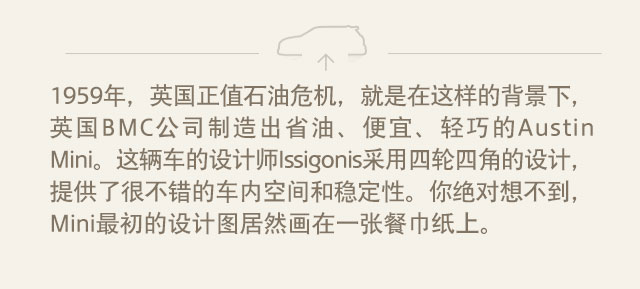 1959年，英国正值石油危机，就是在这样的背景下，
英国BMC公司制造出省油、便宜、轻巧的Austin
Mini。这辆车的设计师Issigonis采用四轮四角的设计，
提供了很不错的车内空间和稳定性。你绝对想不到，
Mini最初的设计图居然画在一张餐巾纸上。